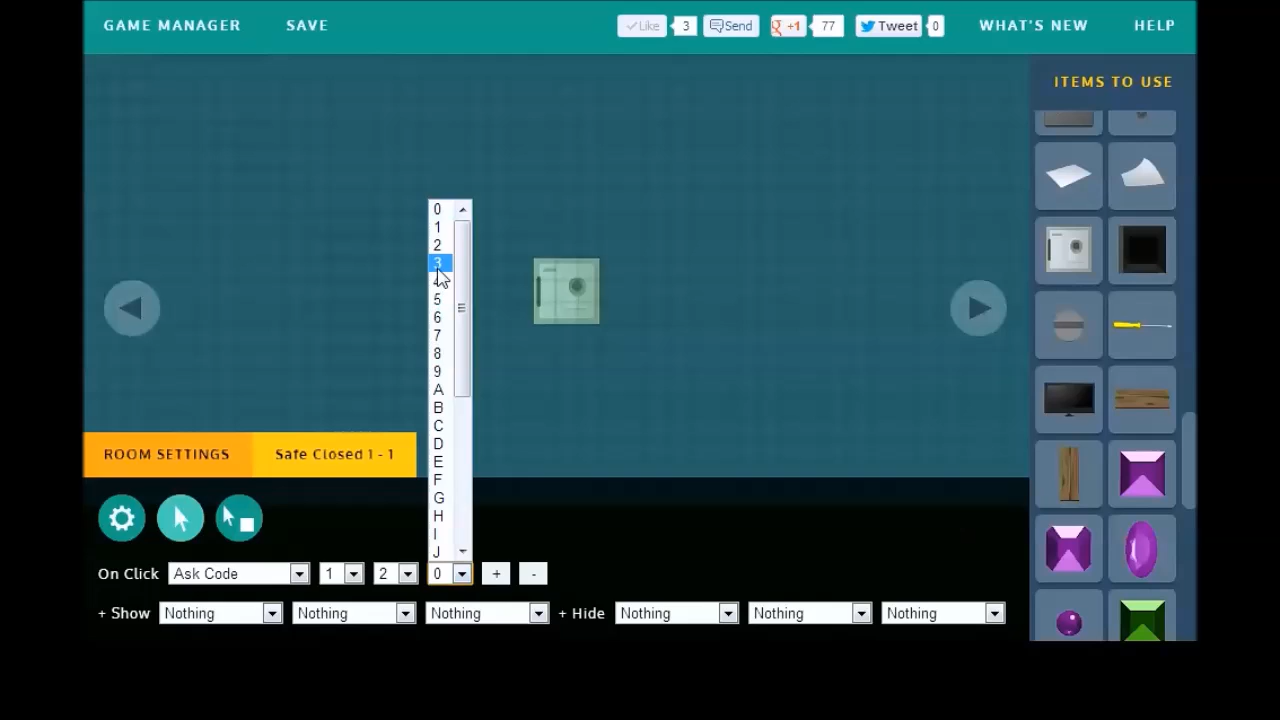 GAME MANAGER SAVE Like 3 Send +1 77 Tweet 0 WHAT'S NEW HELP
ITEMS TO USE
0
1
2
3
5
6
7
8
9
A
B
C
D
E
F
G
H
I
J
ROOM SETTINGS Safe Closed 1 - 1
On Click Ask Code 1 2 0 + -
+ Show Nothing Nothing Nothing + Hide Nothing Nothing Nothing